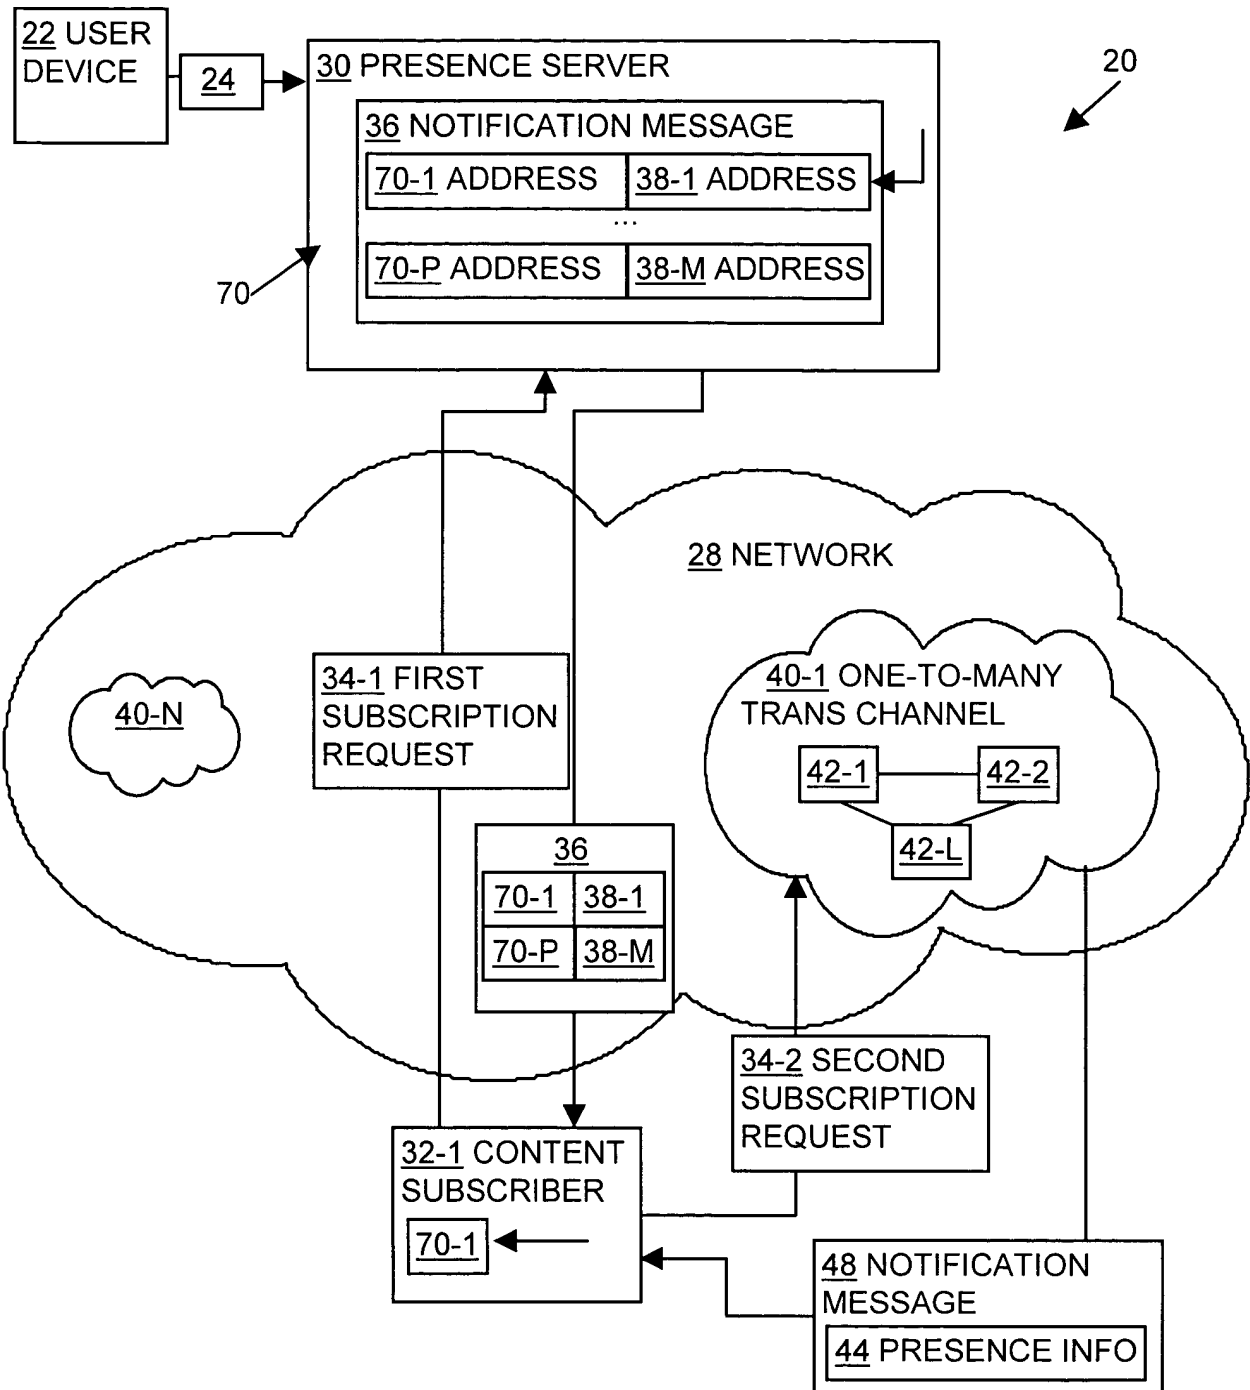 22 USER
DEVICE
24
30 PRESENCE SERVER
20
36 NOTIFICATION MESSAGE
70-1 ADDRESS
38-1 ADDRESS
...
70-P ADDRESS
38-M ADDRESS
70
28 NETWORK
34-1 FIRST
SUBSCRIPTION
REQUEST
40-N
40-1 ONE-TO-MANY
TRANS CHANNEL
42-1
42-2
42-L
36
70-1
38-1
70-P
38-M
34-2 SECOND
SUBSCRIPTION
REQUEST
32-1 CONTENT
SUBSCRIBER
70-1
48 NOTIFICATION
MESSAGE
44 PRESENCE INFO